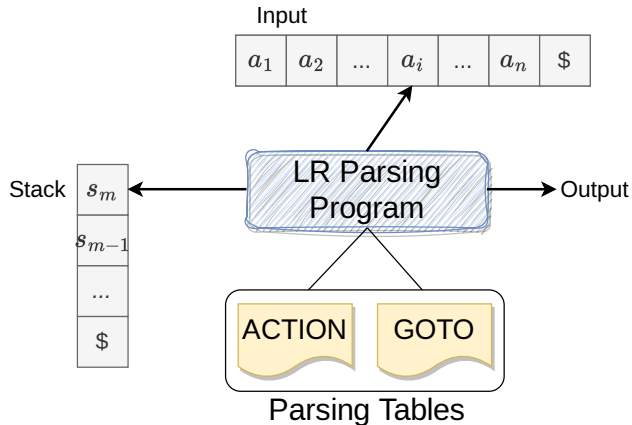 Input
a₁ a₂ ... aᵢ ... aₙ $
LR Parsing
Program
Stack
sₘ
sₘ₋₁
...
$
Output
ACTION GOTO
Parsing Tables